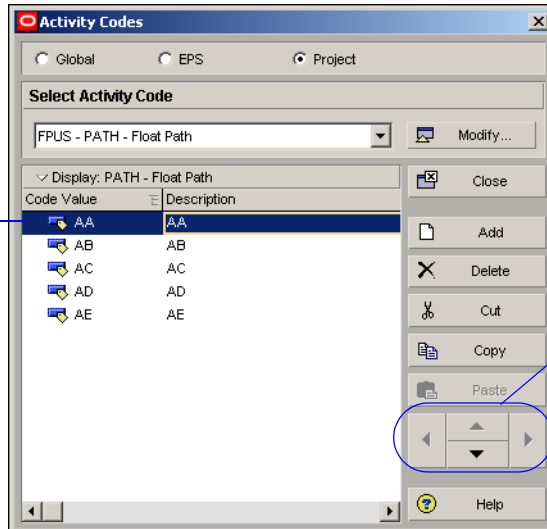 Activity Codes
Global EPS Project
Select Activity Code
FPUS - PATH - Float Path Modify...
Display: PATH - Float Path Close
Code Value Description
AA AA
AB AB
AC AC
AD AD
AE AE
Add
Delete
Cut
Copy
Paste
Help